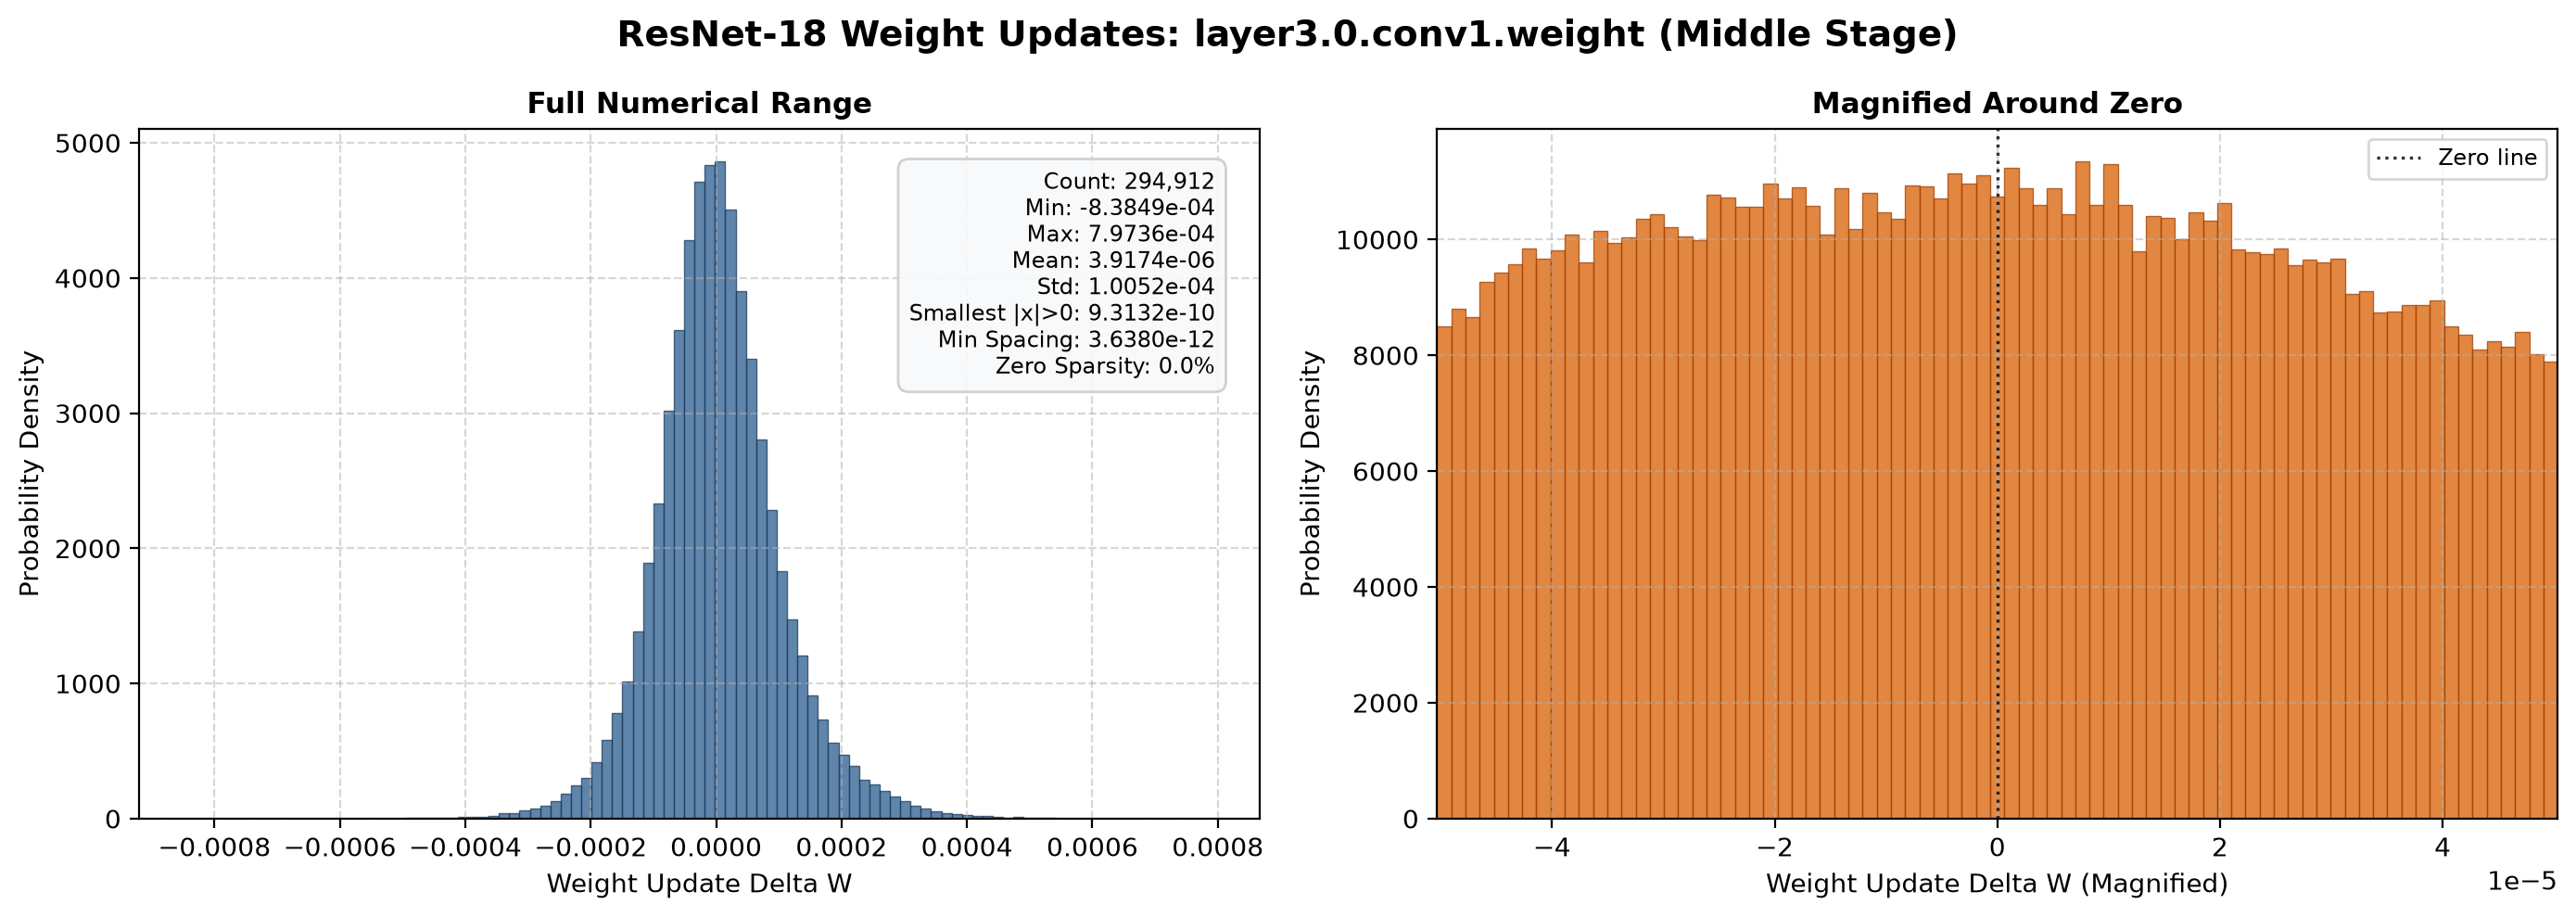 ResNet-18 Weight Updates: layer3.0.conv1.weight (Middle Stage)
Full Numerical Range
Probability Density
5000
4000
3000
2000
1000
0
Count: 294,912
Min: -8.3849e-04
Max: 7.9736e-04
Mean: 3.9174e-06
Std: 1.0052e-04
Smallest |x|>0: 9.3132e-10
Min Spacing: 3.6380e-12
Zero Sparsity: 0.0%
−0.0008 −0.0006 −0.0004 −0.0002 0.0000 0.0002 0.0004 0.0006 0.0008
Weight Update Delta W
Magnified Around Zero
Probability Density
10000
8000
6000
4000
2000
0
Zero line
−4 −2 0 2 4
1e−5
Weight Update Delta W (Magnified)